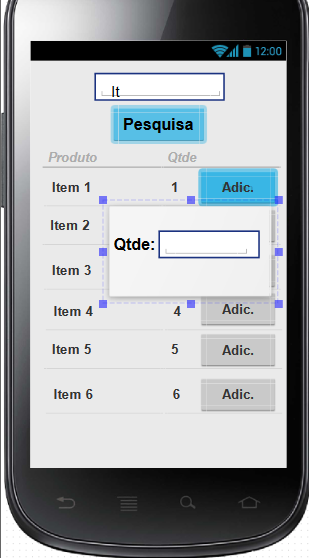 12:00
It
Pesquisa
Produto Qtde
Item 1 1 Adic.
Item 2
Qtde:
Item 3
Item 4 4 Adic.
Item 5 5 Adic.
Item 6 6 Adic.